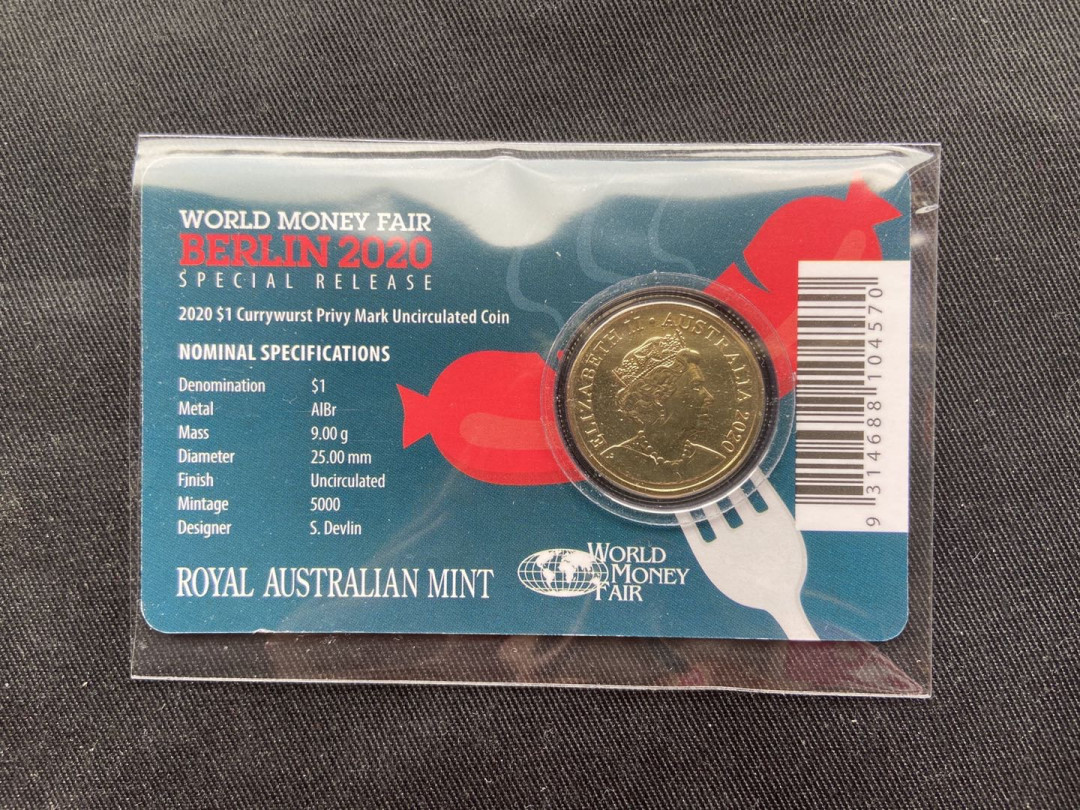 WORLD MONEY FAIR
BERLIN 2020
SPECIAL RELEASE
2020 $1 Currywurst Privy Mark Uncirculated Coin
NOMINAL SPECIFICATIONS
Denomination $1
Metal AlBr
Mass 9.00 g
Diameter 25.00 mm
Finish Uncirculated
Mintage 5000
Designer S. Devlin
ROYAL AUSTRALIAN MINT
WORLD
MONEY
FAIR
ELIZABETH II · AUSTRALIA 2020
9 314688 104570